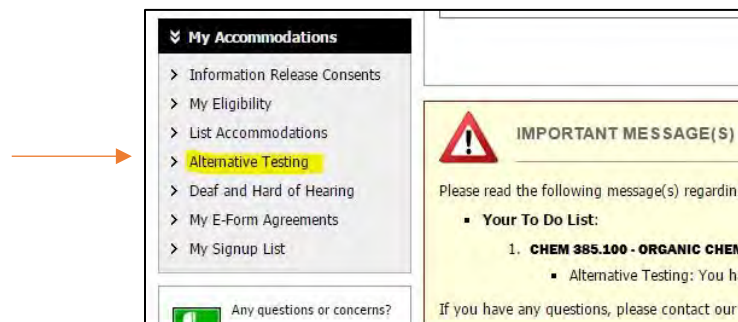 My Accommodations
Information Release Consents
My Eligibility
List Accommodations
Alternative Testing
Deaf and Hard of Hearing
My E-Form Agreements
My Signup List
Any questions or concerns?
IMPORTANT MESSAGE(S)
Please read the following message(s) regardin
Your To Do List:
1. CHEM 385.100 - ORGANIC CHEM
Alternative Testing: You h
If you have any questions, please contact our